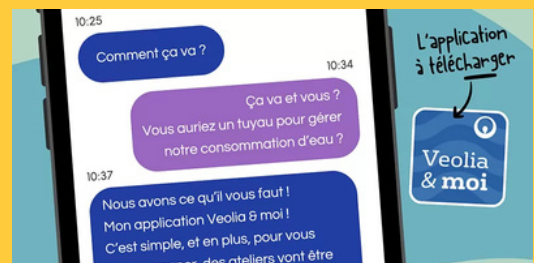 10:25
Comment ça va ?
10:34
Ça va et vous ?
Vous auriez un tuyau pour gérer
notre consommation d'eau ?
10:37
Nous avons ce qu'il vous faut !
Mon application Veolia & moi !
C'est simple, et en plus, pour vous
des ateliers vont être
L'application
à télécharger
Veolia
& moi